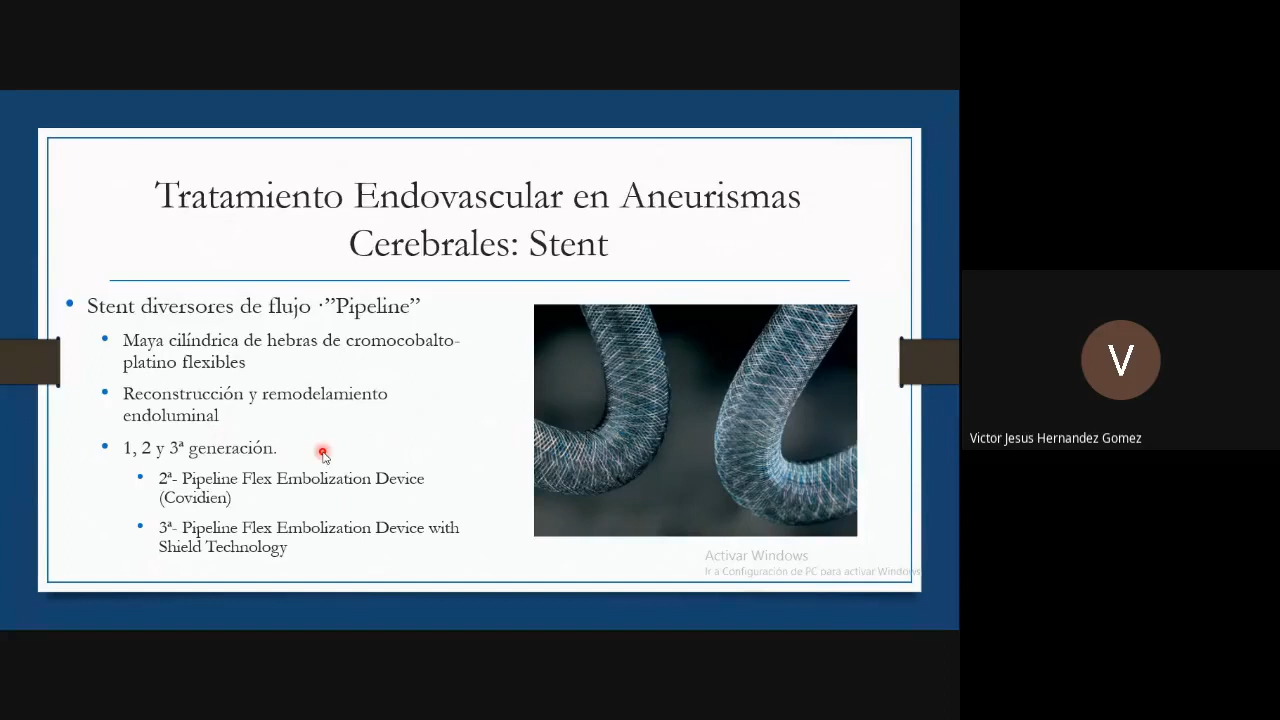 Tratamiento Endovascular en Aneurismas
Cerebrales: Stent
Stent diversores de flujo ·”Pipeline”
Maya cilíndrica de hebras de cromocobalto-
platino flexibles
Reconstrucción y remodelamiento
endoluminal
1, 2 y 3ª generación.
2ª- Pipeline Flex Embolization Device
(Covidien)
3ª- Pipeline Flex Embolization Device with
Shield Technology
Activar Windows
Ir a Configuración de PC para activar Windows
V
Victor Jesus Hernandez Gomez